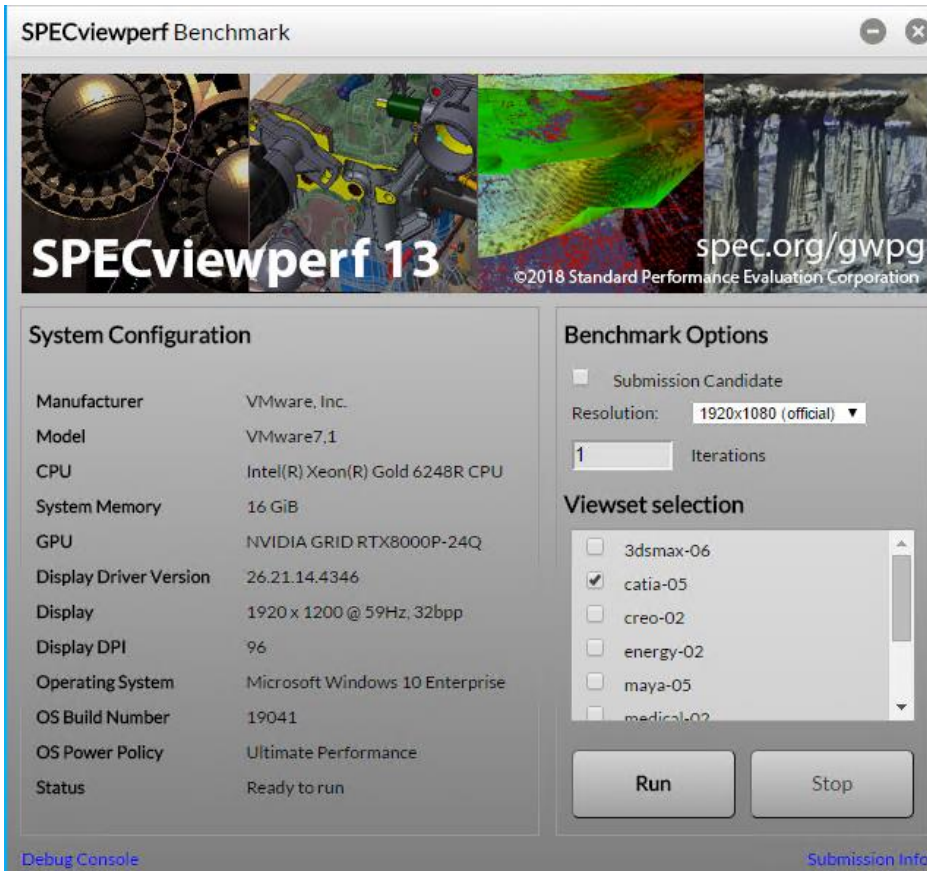 SPECviewperf Benchmark
SPECviewperf 13
spec.org/gwpg
©2018 Standard Performance Evaluation Corporation
System Configuration
Manufacturer VMware, Inc.
Model VMware7,1
CPU Intel(R) Xeon(R) Gold 6248R CPU
System Memory 16 GiB
GPU NVIDIA GRID RTX8000P-24Q
Display Driver Version 26.21.14.4346
Display 1920 x 1200 @ 59Hz, 32bpp
Display DPI 96
Operating System Microsoft Windows 10 Enterprise
OS Build Number 19041
OS Power Policy Ultimate Performance
Status Ready to run
Benchmark Options
Submission Candidate
Resolution: 1920x1080 (official)
1 Iterations
Viewset selection
3dsmax-06
catia-05
creo-02
energy-02
maya-05
medical-02
Run Stop
Debug Console Submission Info